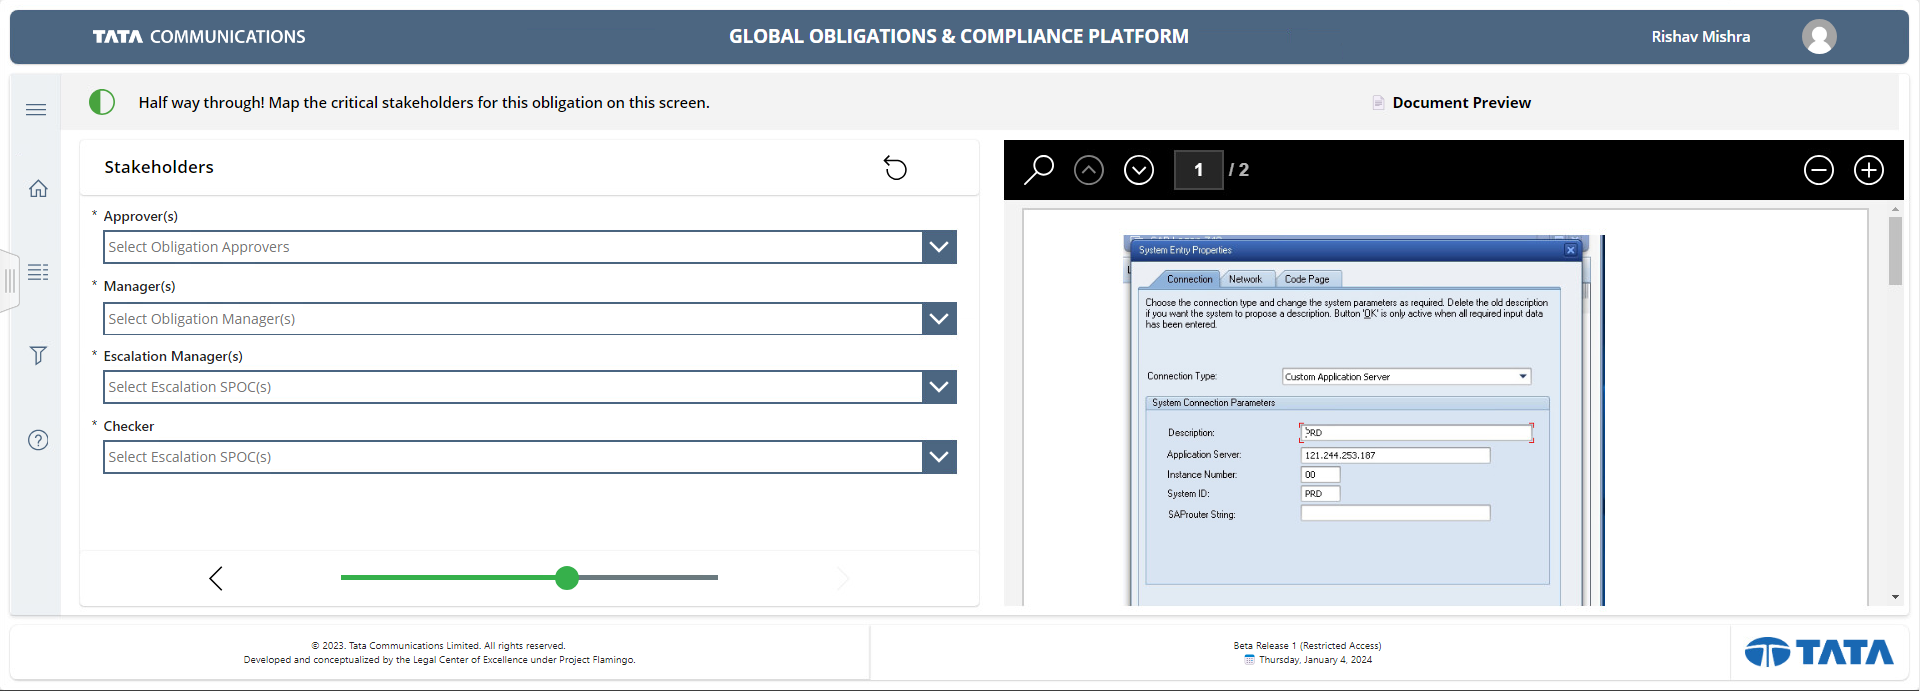 TATA COMMUNICATIONS
GLOBAL OBLIGATIONS & COMPLIANCE PLATFORM
Rishav Mishra
Half way through! Map the critical stakeholders for this obligation on this screen.
Document Preview
Stakeholders
* Approver(s)
Select Obligation Approvers
* Manager(s)
Select Obligation Manager(s)
* Escalation Manager(s)
Select Escalation SPOC(s)
* Checker
Select Escalation SPOC(s)
1 / 2
System Entry Properties
Connection
Network
Code Page
Choose the connection type and change the system parameters as required. Delete the old description
if you want the system to propose a description. Button 'OK' is only active when all required input data
has been entered.
Connection Type:
Custom Application Server
System Connection Parameters
Description:
PRD
Application Server:
121.244.253.187
Instance Number:
00
System ID:
PRD
SAProuter String:
© 2023. Tata Communications Limited. All rights reserved.
Developed and conceptualized by the Legal Center of Excellence under Project Flamingo.
Beta Release 1 (Restricted Access)
Thursday, January 4, 2024
TATA